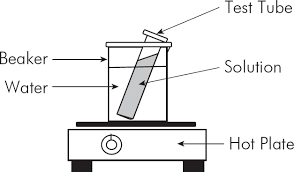 Test Tube
Beaker
Solution
Water
Hot Plate